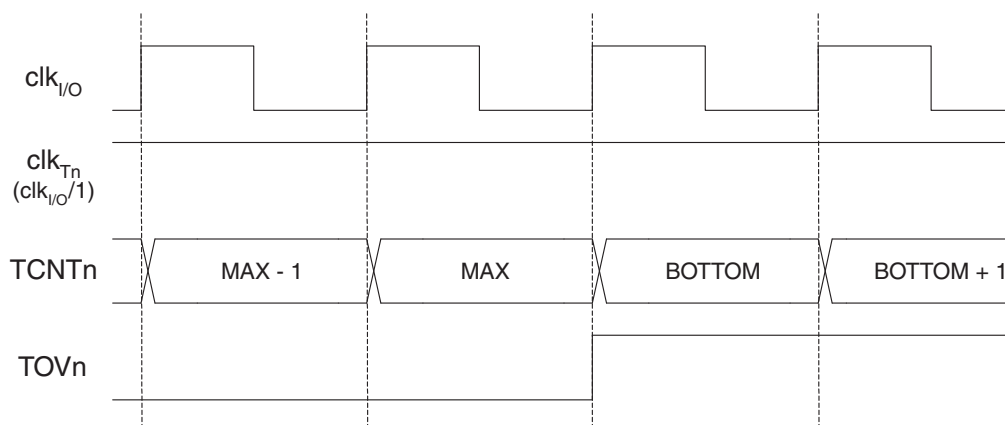 clkI/O
clkTn
(clkI/O/1)
TCNTn
MAX - 1
MAX
BOTTOM
BOTTOM + 1
TOVn